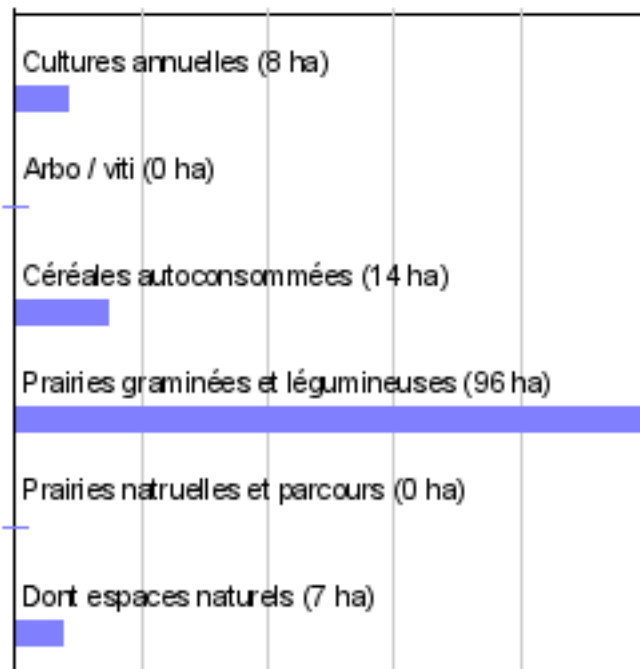 Cultures annuelles (8 ha)
Arbo / viti (0 ha)
Céréales autoconsommées (14 ha)
Prairies graminées et légumineuses (96 ha)
Prairies natruelles et parcours (0 ha)
Dont espaces naturels (7 ha)